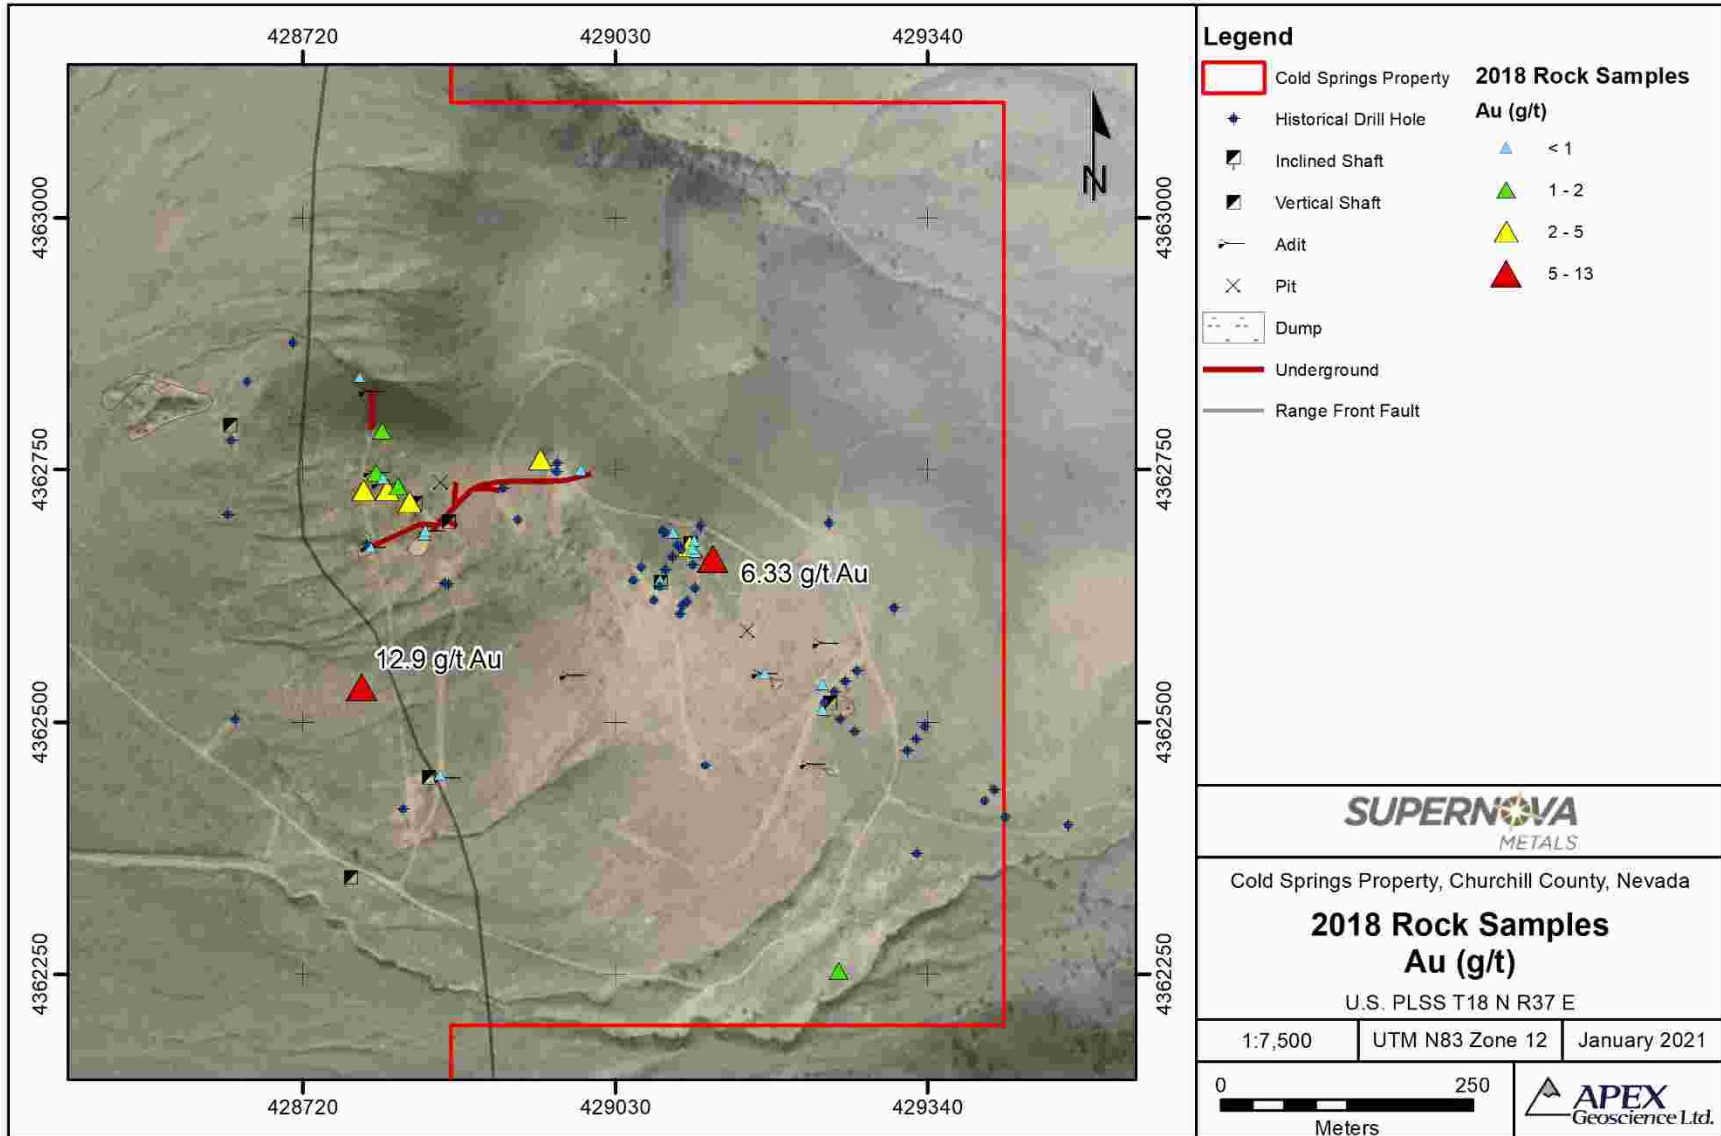 428720 429030 429340
4363000 4363000
4362750 4362750
6.33 g/t Au
12.9 g/t Au
4362500 4362500
4362250 4362250
428720 429030 429340
N
Legend
Cold Springs Property
Historical Drill Hole
Inclined Shaft
Vertical Shaft
Adit
Pit
Dump
Underground
Range Front Fault
2018 Rock Samples
Au (g/t)
< 1
1 - 2
2 - 5
5 - 13
SUPERNOVA
METALS
Cold Springs Property, Churchill County, Nevada
2018 Rock Samples
Au (g/t)
U.S. PLSS T18 N R37 E
1:7,500 UTM N83 Zone 12 January 2021
0 250
Meters
APEX
Geoscience Ltd.